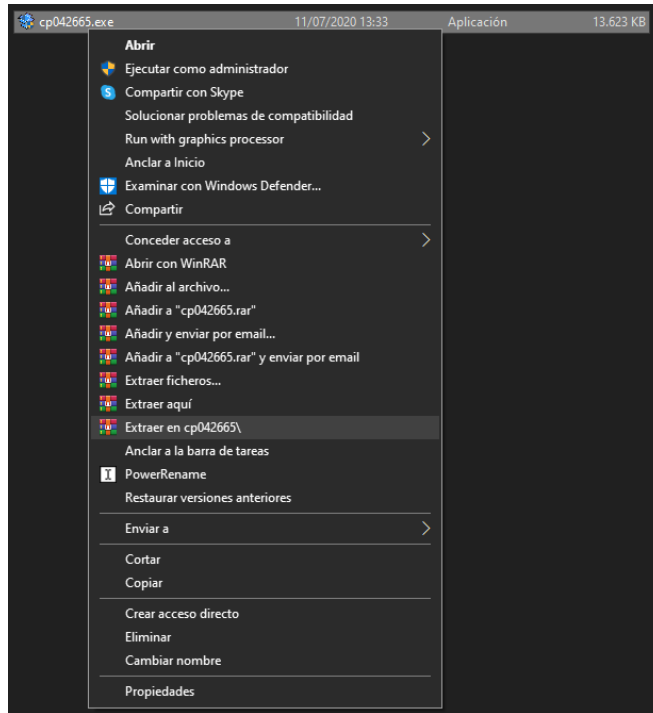 cp042665.exe 11/07/2020 13:33 Aplicación 13.623 KB
Abrir
Ejecutar como administrador
Compartir con Skype
Solucionar problemas de compatibilidad
Run with graphics processor
Anclar a Inicio
Examinar con Windows Defender...
Compartir
Conceder acceso a
Abrir con WinRAR
Añadir al archivo...
Añadir a "cp042665.rar"
Añadir y enviar por email...
Añadir a "cp042665.rar" y enviar por email
Extraer ficheros...
Extraer aquí
Extraer en cp042665\
Anclar a la barra de tareas
PowerRename
Restaurar versiones anteriores
Enviar a
Cortar
Copiar
Crear acceso directo
Eliminar
Cambiar nombre
Propiedades